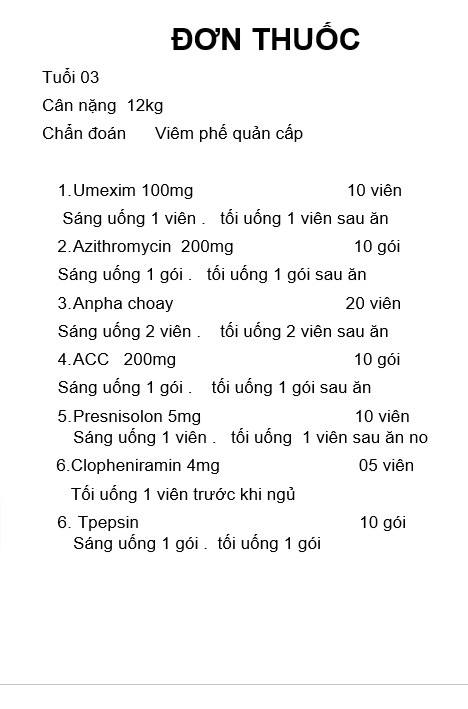 ĐƠN THUỐC
Tuổi 03
Cân nặng 12kg
Chẩn đoán Viêm phế quản cấp
1.Umexim 100mg 10 viên
Sáng uống 1 viên . tối uống 1 viên sau ăn
2.Azithromycin 200mg 10 gói
Sáng uống 1 gói . tối uống 1 gói sau ăn
3.Anpha choay 20 viên
Sáng uống 2 viên . tối uống 2 viên sau ăn
4.ACC 200mg 10 gói
Sáng uống 1 gói . tối uống 1 gói sau ăn
5.Presnisolon 5mg 10 viên
Sáng uống 1 viên . tối uống 1 viên sau ăn no
6.Clopheniramin 4mg 05 viên
Tối uống 1 viên trước khi ngủ
6. Tpepsin 10 gói
Sáng uống 1 gói . tối uống 1 gói